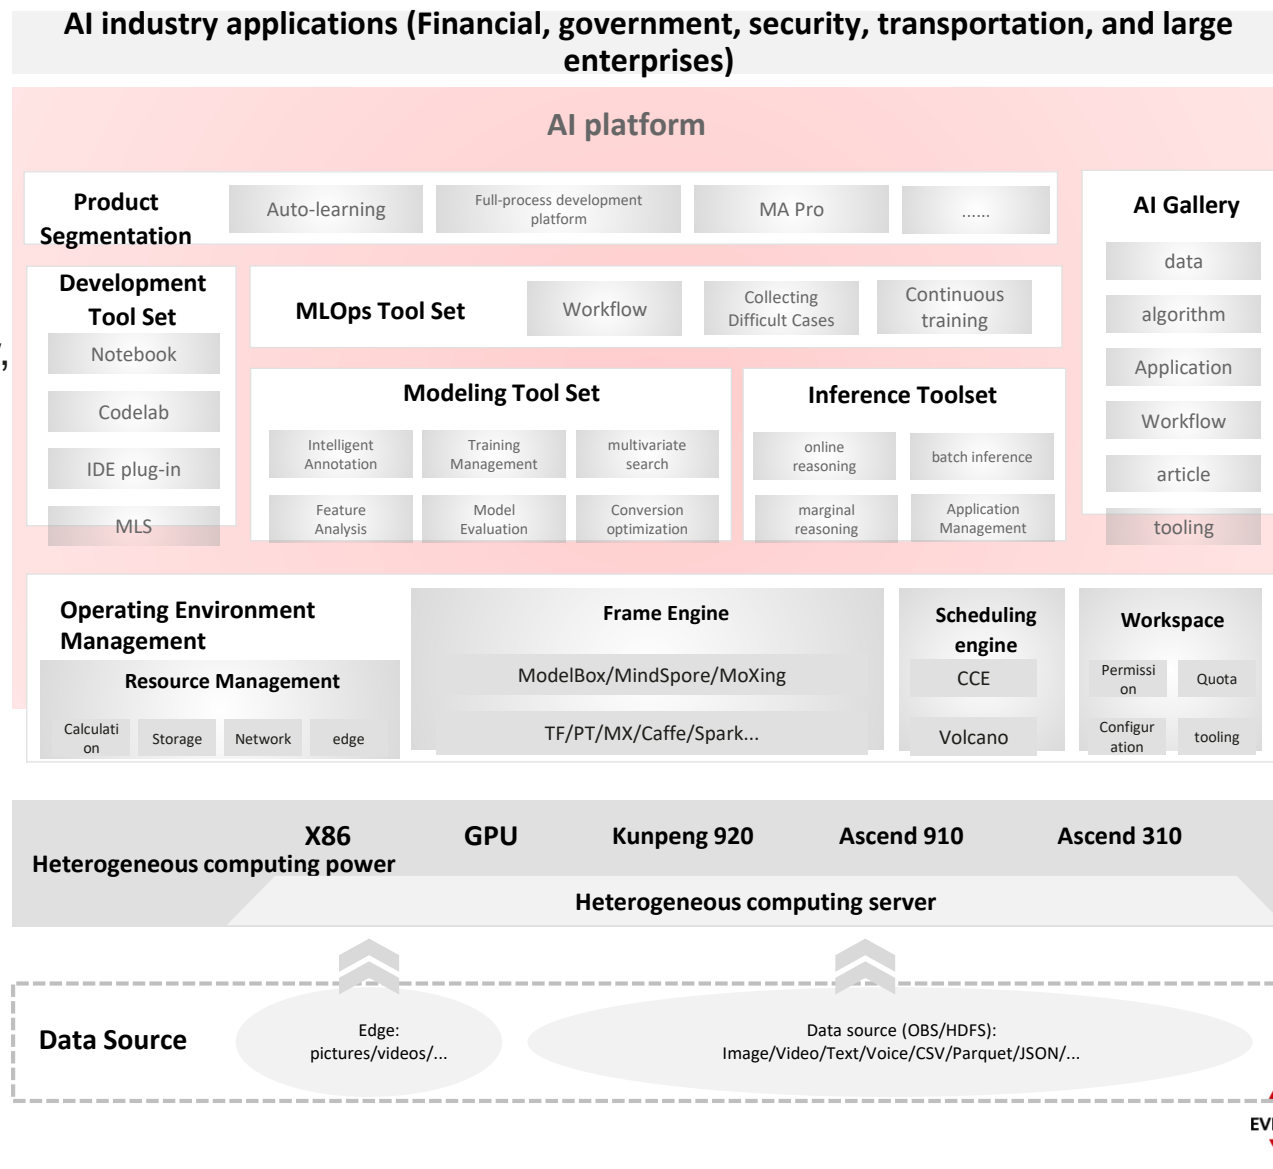 AI industry applications (Financial, government, security, transportation, and large
enterprises)
AI platform
Product
Segmentation
Auto-learning
Full-process development
platform
MA Pro
......
AI Gallery
data
algorithm
Application
Workflow
article
tooling
Development
Tool Set
Notebook
Codelab
IDE plug-in
MLS
MLOps Tool Set
Workflow
Collecting
Difficult Cases
Continuous
training
Modeling Tool Set
Intelligent
Annotation
Training
Management
multivariate
search
Feature
Analysis
Model
Evaluation
Conversion
optimization
Inference Toolset
online
reasoning
batch inference
marginal
reasoning
Application
Management
Operating Environment
Management
Resource Management
Calculati
on
Storage
Network
edge
Frame Engine
ModelBox/MindSpore/MoXing
TF/PT/MX/Caffe/Spark...
Scheduling
engine
CCE
Volcano
Workspace
Permissi
on
Quota
Configur
ation
tooling
X86
GPU
Kunpeng 920
Ascend 910
Ascend 310
Heterogeneous computing power
Heterogeneous computing server
Data Source
Edge:
pictures/videos/...
Data source (OBS/HDFS):
Image/Video/Text/Voice/CSV/Parquet/JSON/...